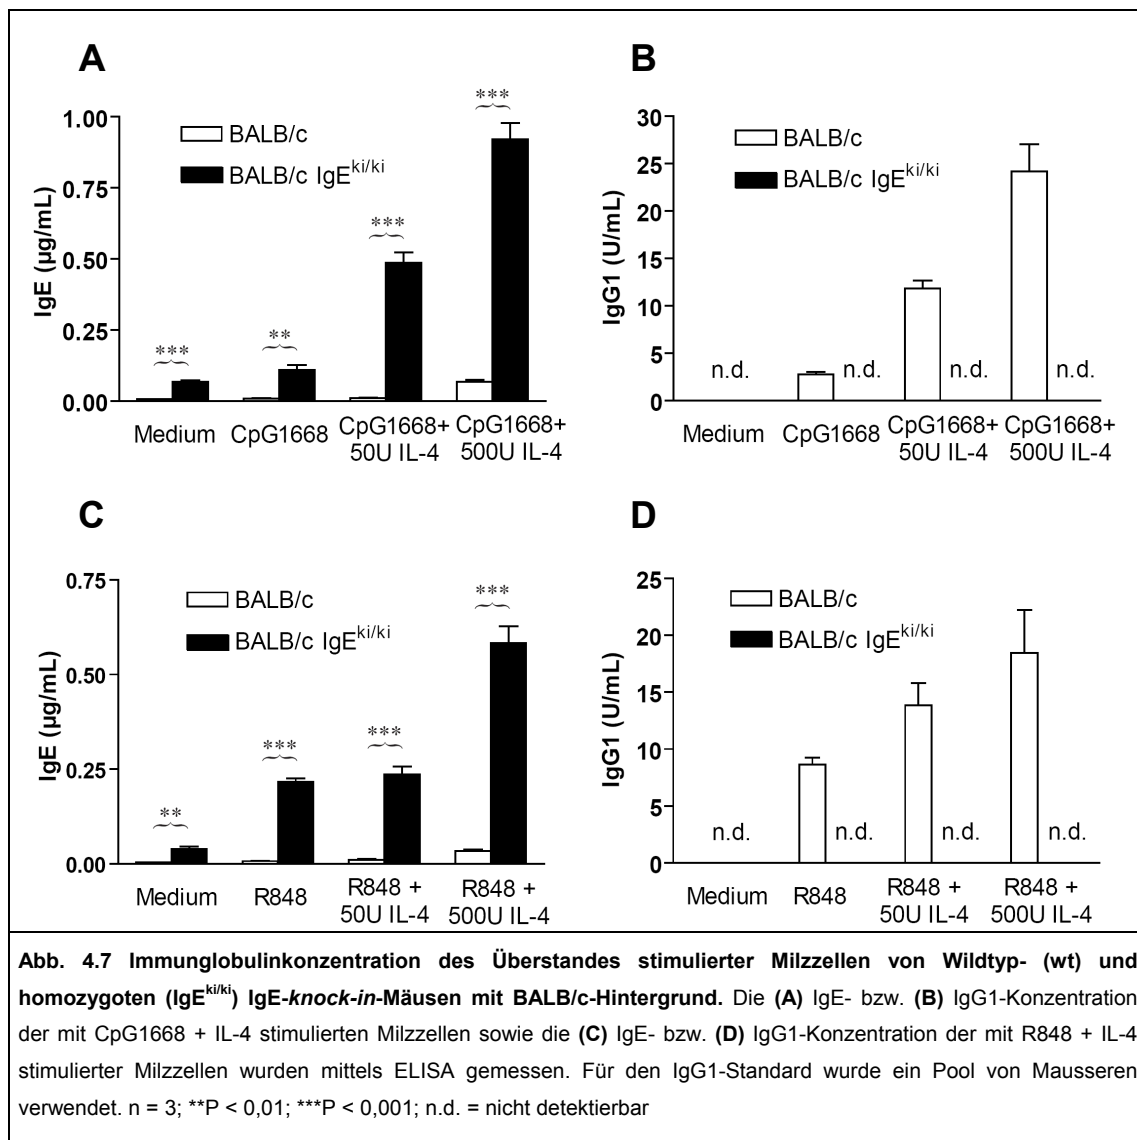 A
***
1.00
BALB/c
BALB/c IgE^ki/ki
0.75
***
IgE (µg/mL)
0.50
0.25
***
**
0.00
Medium
CpG1668
CpG1668+
50U IL-4
CpG1668+
500U IL-4
B
30
BALB/c
25
BALB/c IgE^ki/ki
20
IgG1 (U/mL)
15
10
5
n.d.
n.d.
n.d.
n.d.
0
Medium
CpG1668
CpG1668+
50U IL-4
CpG1668+
500U IL-4
C
0.75
BALB/c
***
BALB/c IgE^ki/ki
0.50
IgE (µg/mL)
***
***
0.25
**
0.00
Medium
R848
R848 +
50U IL-4
R848 +
500U IL-4
D
25
BALB/c
BALB/c IgE^ki/ki
20
15
IgG1 (U/mL)
10
5
n.d.
n.d.
n.d.
n.d.
0
Medium
R848
R848 +
50U IL-4
R848 +
500U IL-4
Abb. 4.7 Immunglobulinkonzentration des Überstandes stimulierter Milzzellen von Wildtyp- (wt) und
homozygoten (IgE^ki/ki) IgE-knock-in-Mäusen mit BALB/c-Hintergrund. Die (A) IgE- bzw. (B) IgG1-Konzentration
der mit CpG1668 + IL-4 stimulierten Milzzellen sowie die (C) IgE- bzw. (D) IgG1-Konzentration der mit R848 + IL-4
stimulierter Milzzellen wurden mittels ELISA gemessen. Für den IgG1-Standard wurde ein Pool von Mausseren
verwendet. n = 3; **P < 0,01; ***P < 0,001; n.d. = nicht detektierbar